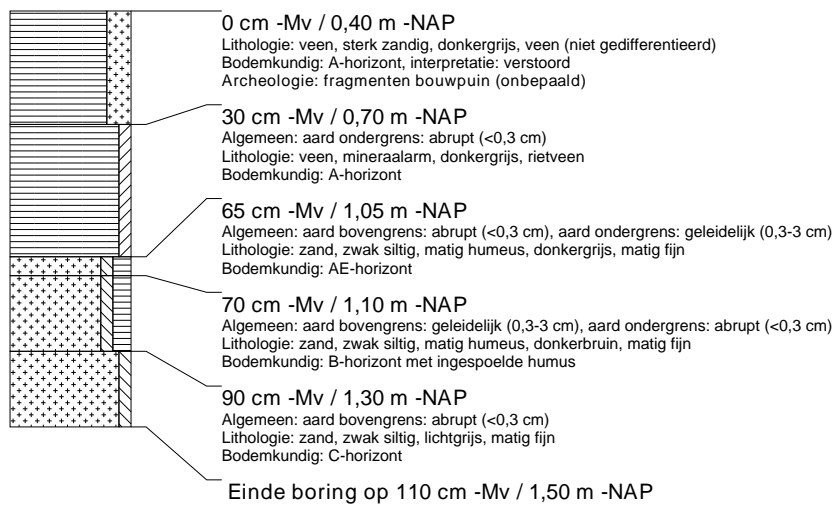 0 cm -Mv / 0,40 m -NAP
Lithologie: veen, sterk zandig, donkergrijs, veen (niet gedifferentieerd)
Bodemkundig: A-horizont, interpretatie: verstoord
Archeologie: fragmenten bouwpuin (onbepaald)
30 cm -Mv / 0,70 m -NAP
Algemeen: aard ondergrens: abrupt (<0,3 cm)
Lithologie: veen, mineraalarm, donkergrijs, rietveen
Bodemkundig: A-horizont
65 cm -Mv / 1,05 m -NAP
Algemeen: aard bovengrens: abrupt (<0,3 cm), aard ondergrens: geleidelijk (0,3-3 cm)
Lithologie: zand, zwak siltig, matig humeus, donkergrijs, matig fijn
Bodemkundig: AE-horizont
70 cm -Mv / 1,10 m -NAP
Algemeen: aard bovengrens: geleidelijk (0,3-3 cm), aard ondergrens: abrupt (<0,3 cm)
Lithologie: zand, zwak siltig, matig humeus, donkerbruin, matig fijn
Bodemkundig: B-horizont met ingespoelde humus
90 cm -Mv / 1,30 m -NAP
Algemeen: aard bovengrens: abrupt (<0,3 cm)
Lithologie: zand, zwak siltig, lichtgrijs, matig fijn
Bodemkundig: C-horizont
Einde boring op 110 cm -Mv / 1,50 m -NAP